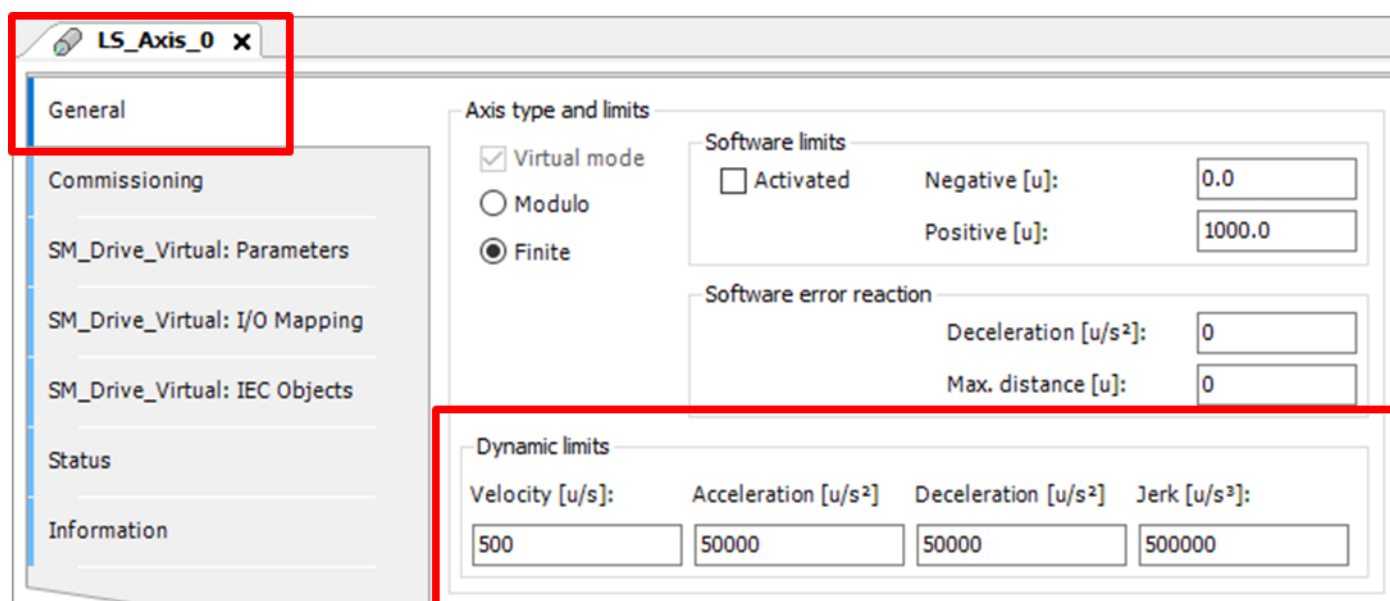 LS_Axis_0
General
Commissioning
SM_Drive_Virtual: Parameters
SM_Drive_Virtual: I/O Mapping
SM_Drive_Virtual: IEC Objects
Status
Information
Axis type and limits
Virtual mode
Modulo
Finite
Software limits
Activated
Negative [u]: 0.0
Positive [u]: 1000.0
Software error reaction
Deceleration [u/s²]: 0
Max. distance [u]: 0
Dynamic limits
Velocity [u/s]: Acceleration [u/s²] Deceleration [u/s²] Jerk [u/s³]:
500 50000 50000 500000